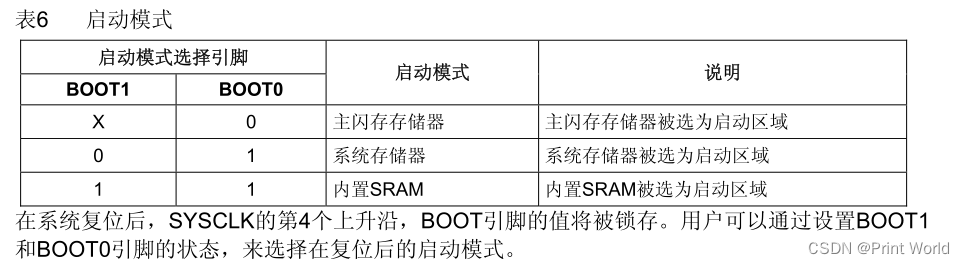 表6 启动模式
启动模式选择引脚 启动模式 说明
BOOT1 BOOT0
X 0 主闪存存储器 主闪存存储器被选为启动区域
0 1 系统存储器 系统存储器被选为启动区域
1 1 内置SRAM 内置SRAM被选为启动区域
在系统复位后，SYSCLK的第4个上升沿，BOOT引脚的值将被锁存。用户可以通过设置BOOT1
和BOOT0引脚的状态，来选择在复位后的启动模式。
CSDN @Print World